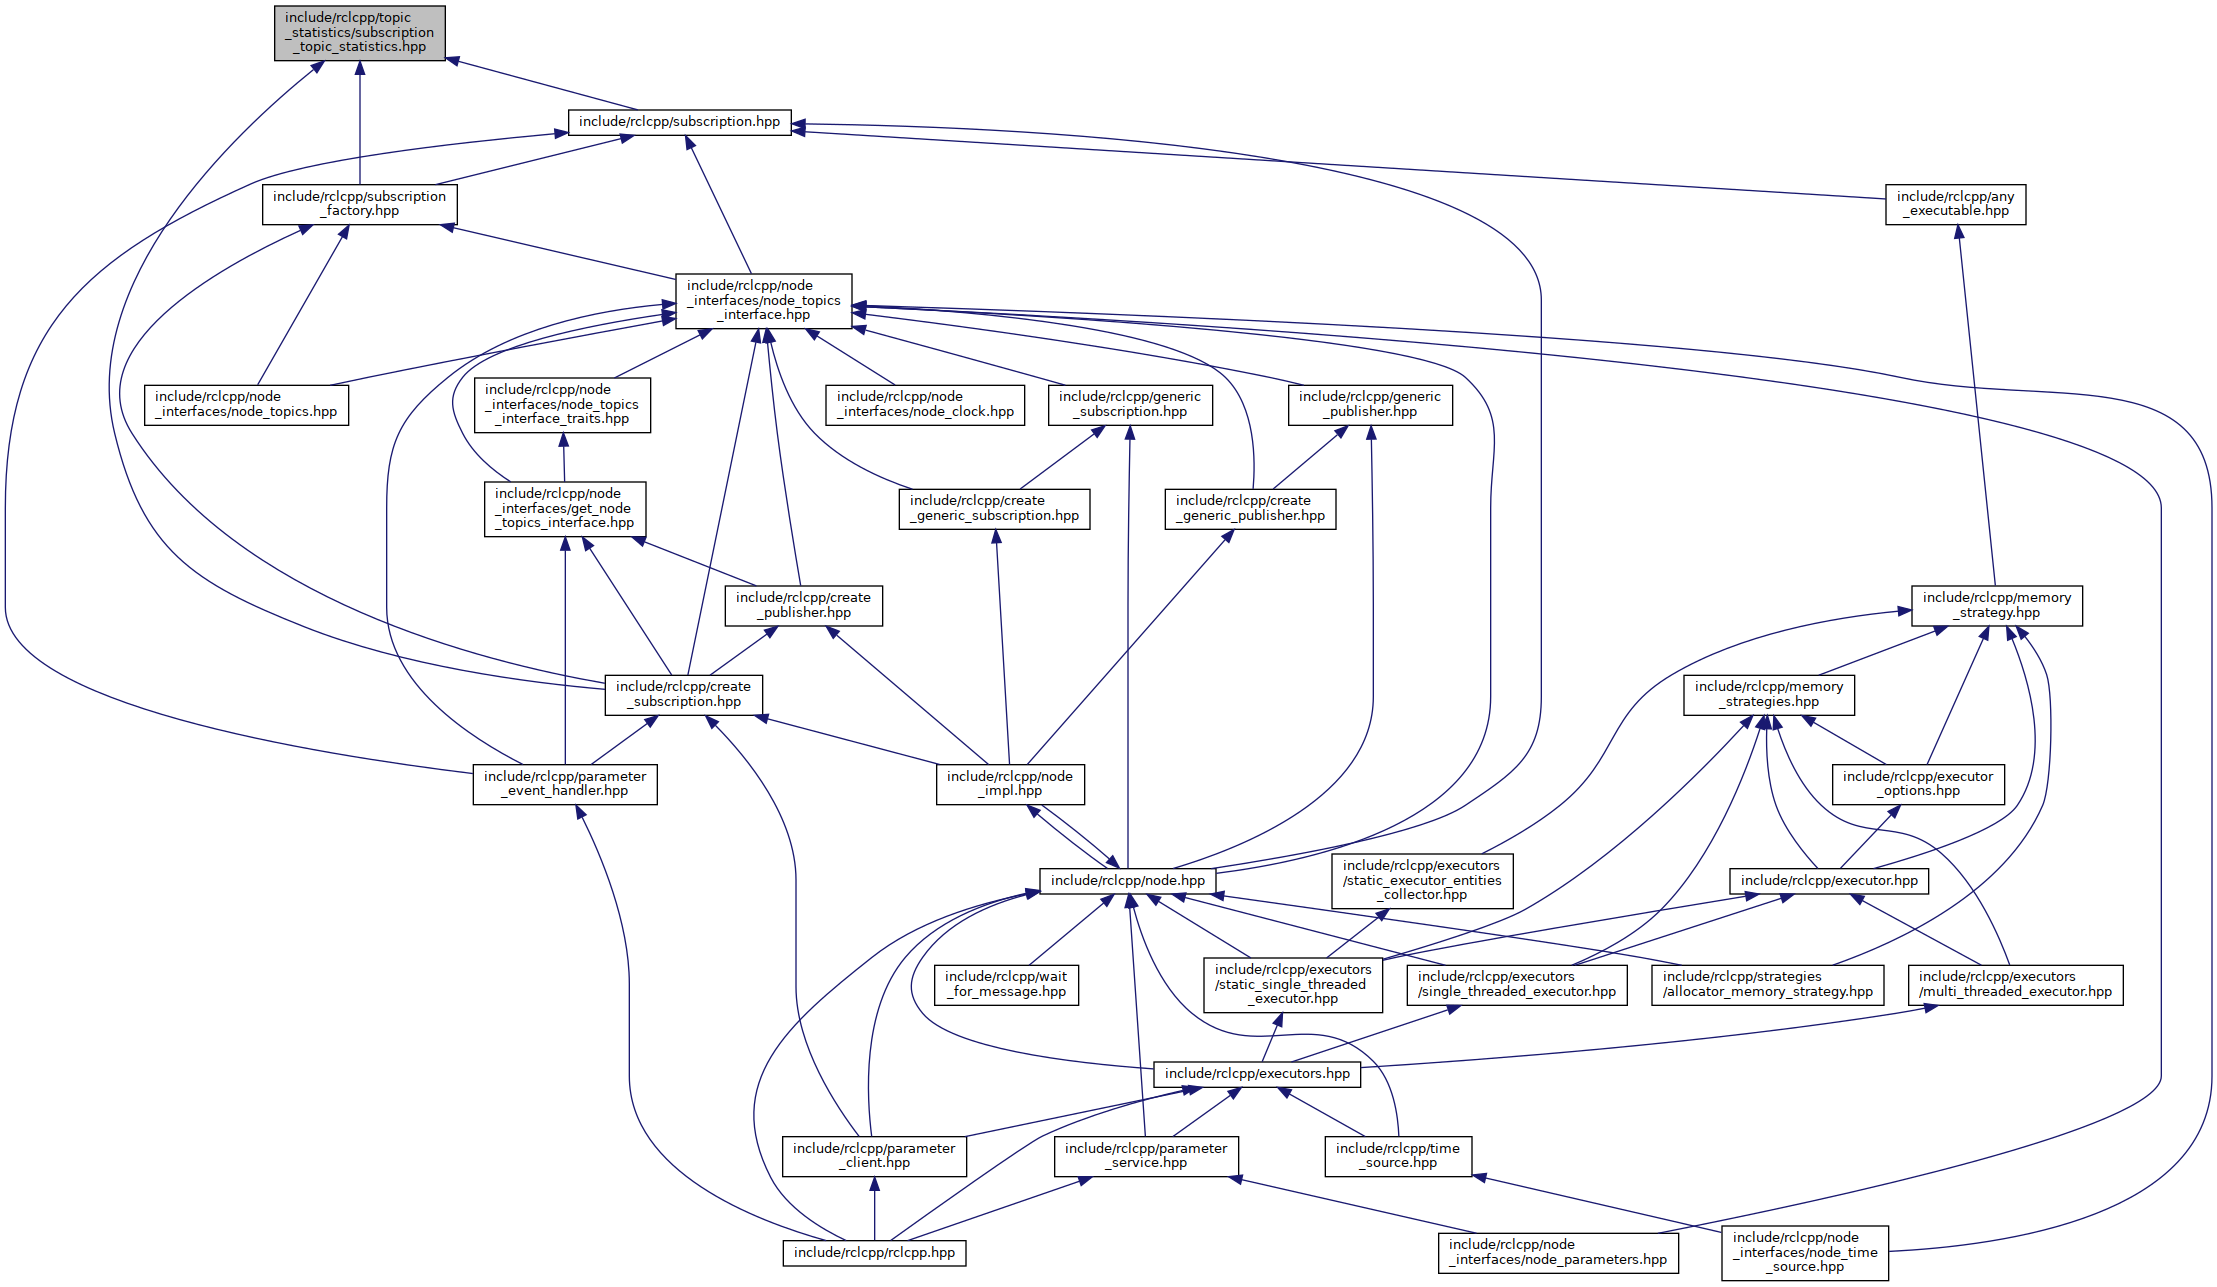 include/rclcpp/topic
_statistics/subscription
_topic_statistics.hpp
include/rclcpp/subscription.hpp
include/rclcpp/subscription
_factory.hpp
include/rclcpp/any
_executable.hpp
include/rclcpp/node
_interfaces/node_topics
_interface.hpp
include/rclcpp/node
_interfaces/node_topics.hpp
include/rclcpp/node
_interfaces/node_topics
_interface_traits.hpp
include/rclcpp/node
_interfaces/node_clock.hpp
include/rclcpp/generic
_subscription.hpp
include/rclcpp/generic
_publisher.hpp
include/rclcpp/node
_interfaces/get_node
_topics_interface.hpp
include/rclcpp/create
_generic_subscription.hpp
include/rclcpp/create
_generic_publisher.hpp
include/rclcpp/create
_publisher.hpp
include/rclcpp/memory
_strategy.hpp
include/rclcpp/create
_subscription.hpp
include/rclcpp/memory
_strategies.hpp
include/rclcpp/parameter
_event_handler.hpp
include/rclcpp/node
_impl.hpp
include/rclcpp/executor
_options.hpp
include/rclcpp/node.hpp
include/rclcpp/executors
/static_executor_entities
_collector.hpp
include/rclcpp/executor.hpp
include/rclcpp/wait
_for_message.hpp
include/rclcpp/executors
/static_single_threaded
_executor.hpp
include/rclcpp/executors
/single_threaded_executor.hpp
include/rclcpp/strategies
/allocator_memory_strategy.hpp
include/rclcpp/executors
/multi_threaded_executor.hpp
include/rclcpp/executors.hpp
include/rclcpp/parameter
_client.hpp
include/rclcpp/parameter
_service.hpp
include/rclcpp/time
_source.hpp
include/rclcpp/rclcpp.hpp
include/rclcpp/node
_interfaces/node_parameters.hpp
include/rclcpp/node
_interfaces/node_time
_source.hpp